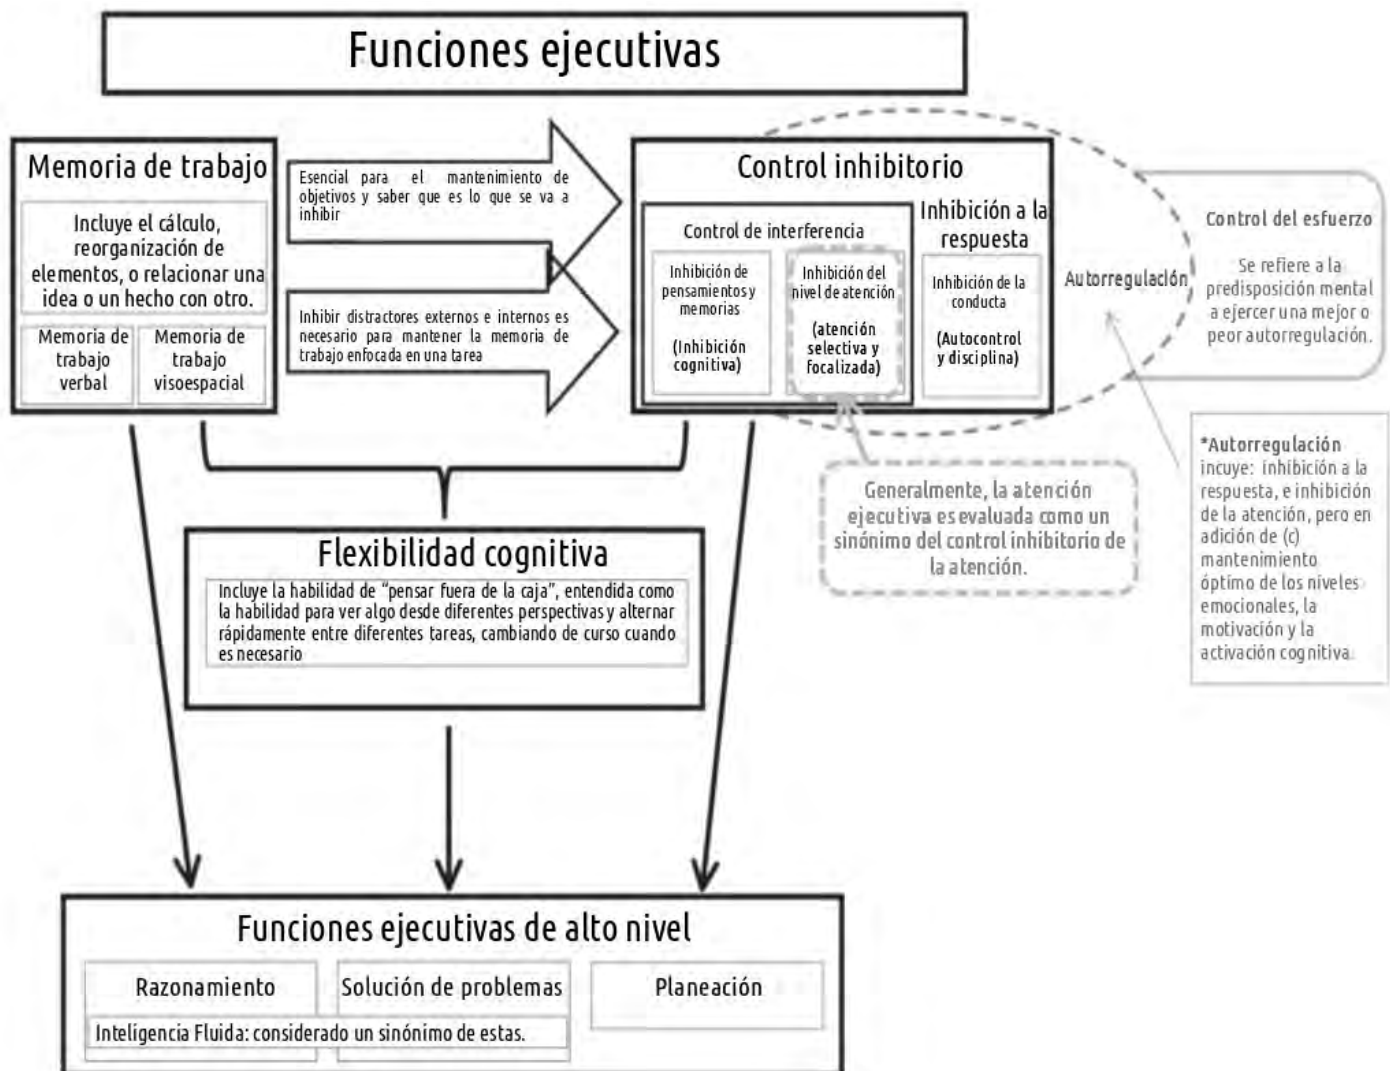 Funciones ejecutivas
Memoria de trabajo
Incluye el cálculo,
reorganización de
elementos, o relacionar una
idea o un hecho con otro.
Memoria de
trabajo
verbal
Memoria de
trabajo
visoespacial
Esencial para el mantenimiento de
objetivos y saber que es lo que se va a
inhibir
Inhibir distractores externos e internos es
necesario para mantener la memoria de
trabajo enfocada en una tarea
Control inhibitorio
Control de interferencia
Inhibición de
pensamientos y
memorias
(Inhibición
cognitiva)
Inhibición del
nivel de atención
(atención
selectiva y
focalizada)
Inhibición a la
respuesta
Inhibición de la
conducta
(Autocontrol
y disciplina)
Autorregulación
Control del esfuerzo
Se refiere a la
predisposición mental
a ejercer una mejor o
peor autorregulación.
*Autorregulación
incuye: inhibición a la
respuesta, e inhibición
de la atención, pero en
adición de (c)
mantenimiento
óptimo de los niveles
emocionales, la
motivación y la
activación cognitiva.
Generalmente, la atención
ejecutiva es evaluada como un
sinónimo del control inhibitorio de
la atención.
Flexibilidad cognitiva
Incluye la habilidad de “pensar fuera de la caja”, entendida como
la habilidad para ver algo desde diferentes perspectivas y alternar
rápidamente entre diferentes tareas, cambiando de curso cuando
es necesario
Funciones ejecutivas de alto nivel
Razonamiento
Solución de problemas
Planeación
Inteligencia Fluida: considerado un sinónimo de estas.